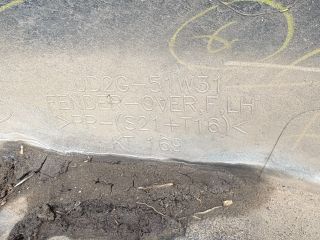 JD2G-51W31
FENDER-OVER,F,LH
>PP-(S21+T16)<
KT 169